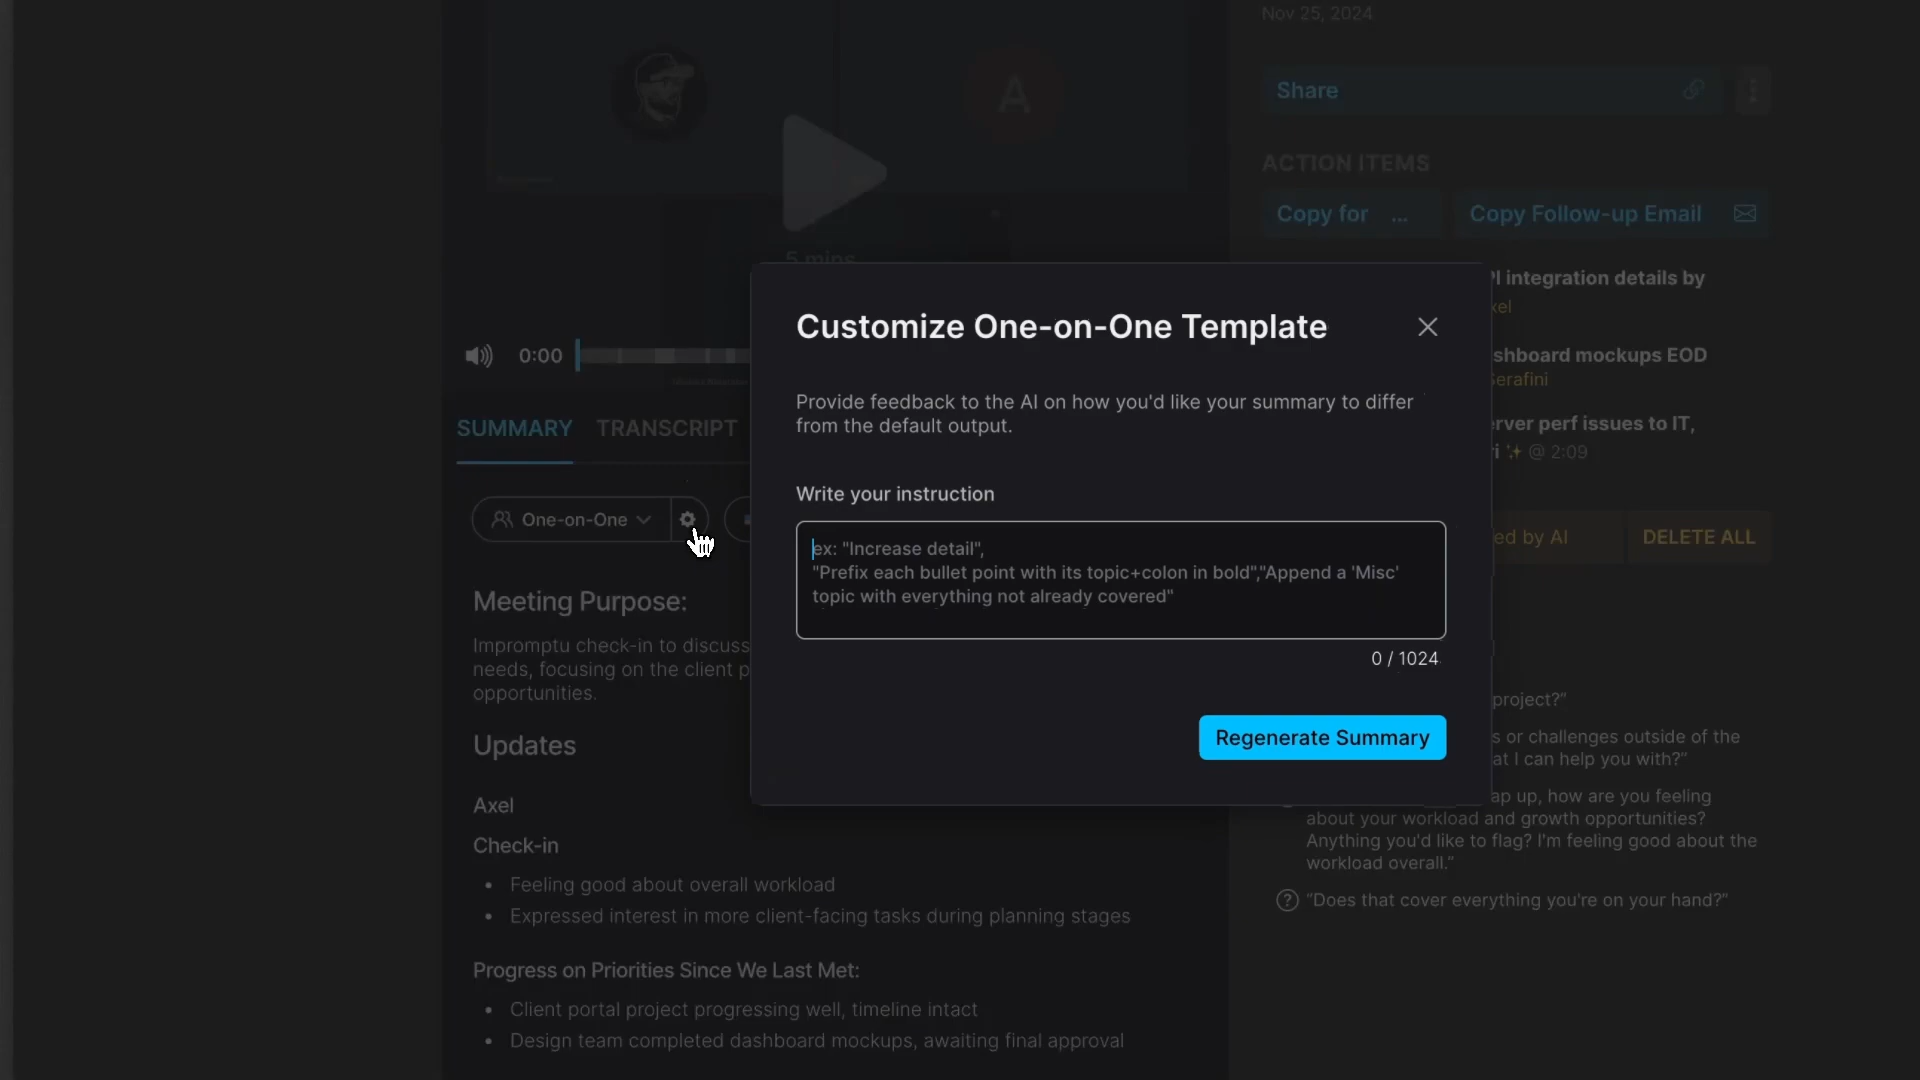 Nov 25, 2024
A
Share
ACTION ITEMS
Copy for ...
Copy Follow-up Email
5 mins
PI integration details by
xel
0:00
shboard mockups EOD
Serafini
SUMMARY
TRANSCRIPT
rver perf issues to IT,
ri @ 2:09
Customize One-on-One Template
Provide feedback to the AI on how you'd like your summary to differ
from the default output.
Write your instruction
ex: "Increase detail",
"Prefix each bullet point with its topic+colon in bold","Append a 'Misc'
topic with everything not already covered"
0 / 1024
Regenerate Summary
One-on-One
ed by AI
DELETE ALL
Meeting Purpose:
Impromptu check-in to discuss
needs, focusing on the client p
opportunities.
Updates
Axel
Check-in
• Feeling good about overall workload
• Expressed interest in more client-facing tasks during planning stages
Progress on Priorities Since We Last Met:
• Client portal project progressing well, timeline intact
• Design team completed dashboard mockups, awaiting final approval
project?”
s or challenges outside of the
at I can help you with?”
ap up, how are you feeling
about your workload and growth opportunities?
Anything you'd like to flag? I'm feeling good about the
workload overall.”
“Does that cover everything you're on your hand?”